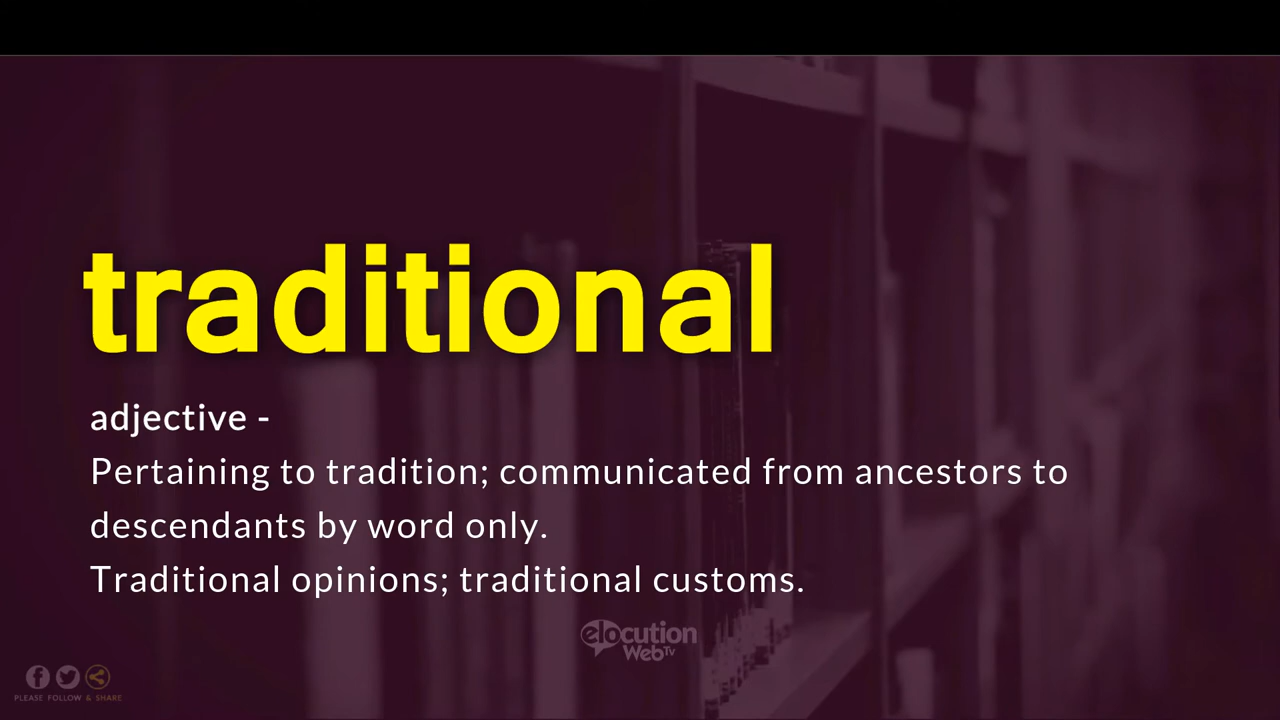 traditional
adjective -
Pertaining to tradition; communicated from ancestors to
descendants by word only.
Traditional opinions; traditional customs.
elocution
WebTv
PLEASE FOLLOW & SHARE